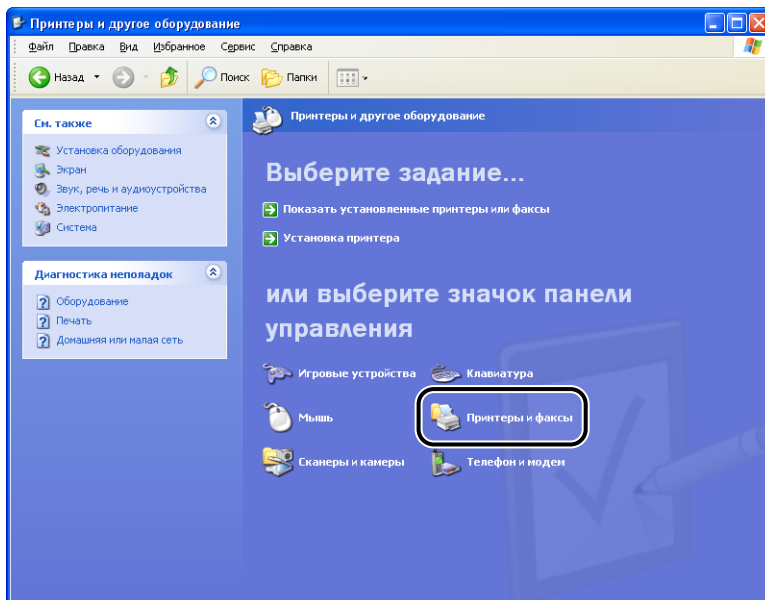 Принтеры и другое оборудование
Файл Правка Вид Избранное Сервис Справка
Назад Поиск Папки
См. также
Установка оборудования
Экран
Звук, речь и аудиоустройства
Электропитание
Система
Диагностика неполадок
Оборудование
Печать
Домашняя или малая сеть
Принтеры и другое оборудование
Выберите задание...
Показать установленные принтеры или факсы
Установка принтера
или выберите значок панели
управления
Игровые устройства Клавиатура
Мышь Принтеры и факсы
Сканеры и камеры Телефон и модем